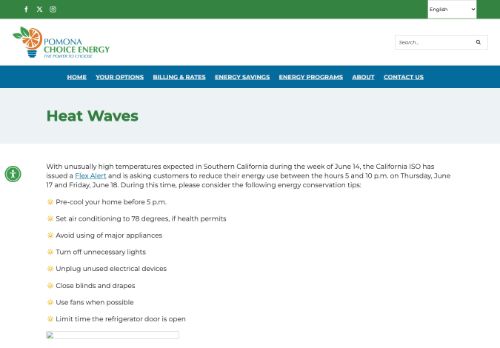 English
POMONA
CHOICE ENERGY
THE POWER TO CHOOSE
Search...
HOME YOUR OPTIONS BILLING & RATES ENERGY SAVINGS ENERGY PROGRAMS ABOUT CONTACT US
Heat Waves
With unusually high temperatures expected in Southern California during the week of June 14, the California ISO has
issued a Flex Alert and is asking customers to reduce their energy use between the hours 5 and 10 p.m. on Thursday, June
17 and Friday, June 18. During this time, please consider the following energy conservation tips:
Pre-cool your home before 5 p.m.
Set air conditioning to 78 degrees, if health permits
Avoid using of major appliances
Turn off unnecessary lights
Unplug unused electrical devices
Close blinds and drapes
Use fans when possible
Limit time the refrigerator door is open